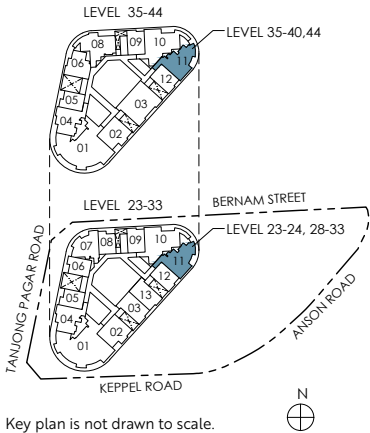 LEVEL 35-44
LEVEL 35-40,44
08 09 10
06 11
12
05 03
04 02
01
LEVEL 23-33
BERNAM STREET
LEVEL 23-24, 28-33
TANJONG PAGAR ROAD
07 08 09 10
06 11
12
05 13
03
04 02
01
ANSON ROAD
KEPPEL ROAD
N
Key plan is not drawn to scale.